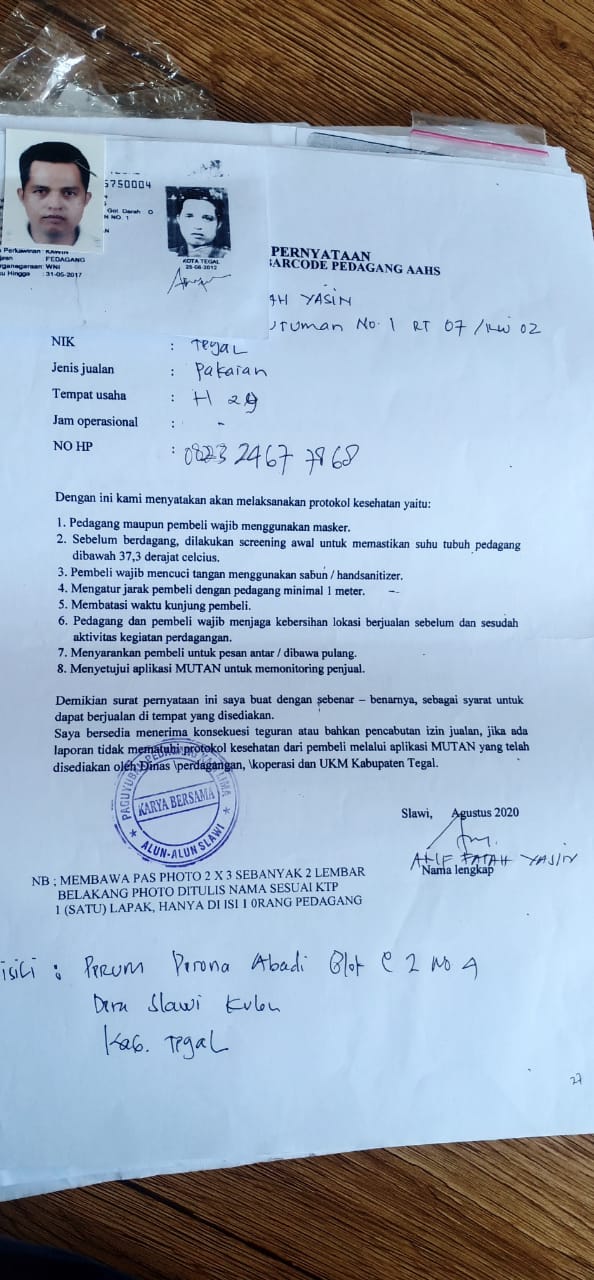 5750004
Gol. Darah O
NO. 1
Perkawinan : KAWIN
PEDAGANG
rganegaraan: WNI
u Hingga : 31-05-2017
KOTA TEGAL
PERNYATAAN
BARCODE PEDAGANG AAHS
AH YASIN
No. 1 RT 07 / RW 02
NIK : Tegal
Jenis jualan : Pakaian
Tempat usaha : H 29
Jam operasional : -
NO HP : 0823 2467 7868
Dengan ini kami menyatakan akan melaksanakan protokol kesehatan yaitu:
1. Pedagang maupun pembeli wajib menggunakan masker.
2. Sebelum berdagang, dilakukan screening awal untuk memastikan suhu tubuh pedagang
dibawah 37,3 derajat celcius.
3. Pembeli wajib mencuci tangan menggunakan sabun / handsanitizer.
4. Mengatur jarak pembeli dengan pedagang minimal 1 meter.
5. Membatasi waktu kunjung pembeli.
6. Pedagang dan pembeli wajib menjaga kebersihan lokasi berjualan sebelum dan sesudah
aktivitas kegiatan perdagangan.
7. Menyarankan pembeli untuk pesan antar / dibawa pulang.
8. Menyetujui aplikasi MUTAN untuk memonitoring penjual.
Demikian surat pernyataan ini saya buat dengan sebenar – benarnya, sebagai syarat untuk
dapat berjualan di tempat yang disediakan.
Saya bersedia menerima konsekuesi teguran atau bahkan pencabutan izin jualan, jika ada
laporan tidak mematuhi protokol kesehatan dari pembeli melalui aplikasi MUTAN yang telah
disediakan oleh Dinas \perdagangan, \koperasi dan UKM Kabupaten Tegal.
PAGUYUBAN PEDAGANG KAKI LIMA
KARYA BERSAMA
ALUN-ALUN SLAWI
Slawi, Agustus 2020
FATAH YASIN
Nama lengkap
NB ; MEMBAWA PAS PHOTO 2 X 3 SEBANYAK 2 LEMBAR
BELAKANG PHOTO DITULIS NAMA SESUAI KTP
1 (SATU) LAPAK, HANYA DI ISI 1 0RANG PEDAGANG
: Perum Perona Abadi Blok C 2 No 4
Desa Slawi Kulon
Kab. Tegal
27